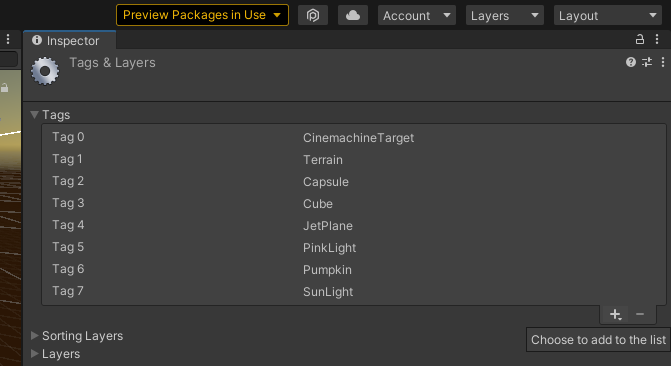 Preview Packages in Use
Account
Layers
Layout
Inspector
Tags & Layers
Tags
Tag 0 CinemachineTarget
Tag 1 Terrain
Tag 2 Capsule
Tag 3 Cube
Tag 4 JetPlane
Tag 5 PinkLight
Tag 6 Pumpkin
Tag 7 SunLight
Sorting Layers
Choose to add to the list
Layers